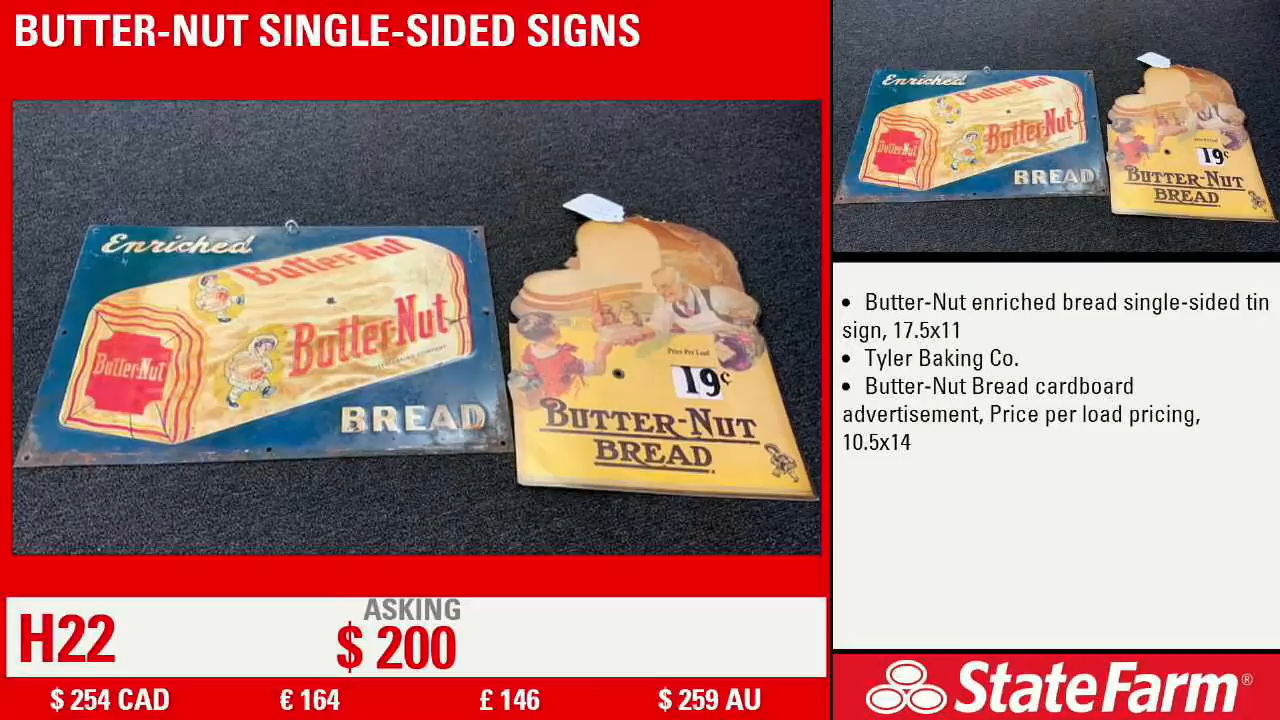 BUTTER-NUT SINGLE-SIDED SIGNS
Enriched
Butter-Nut
Butter-Nut
Butter-Nut
BREAD
Price Per Loaf
19¢
BUTTER-NUT
BREAD.
H22
ASKING
$ 200
$ 254 CAD
€ 164
£ 146
$ 259 AU
Enriched
Butter-Nut
Butter-Nut
Butter-Nut
BREAD
19¢
BUTTER-NUT
BREAD
• Butter-Nut enriched bread single-sided tin
sign, 17.5x11
• Tyler Baking Co.
• Butter-Nut Bread cardboard
advertisement, Price per load pricing,
10.5x14
StateFarm®